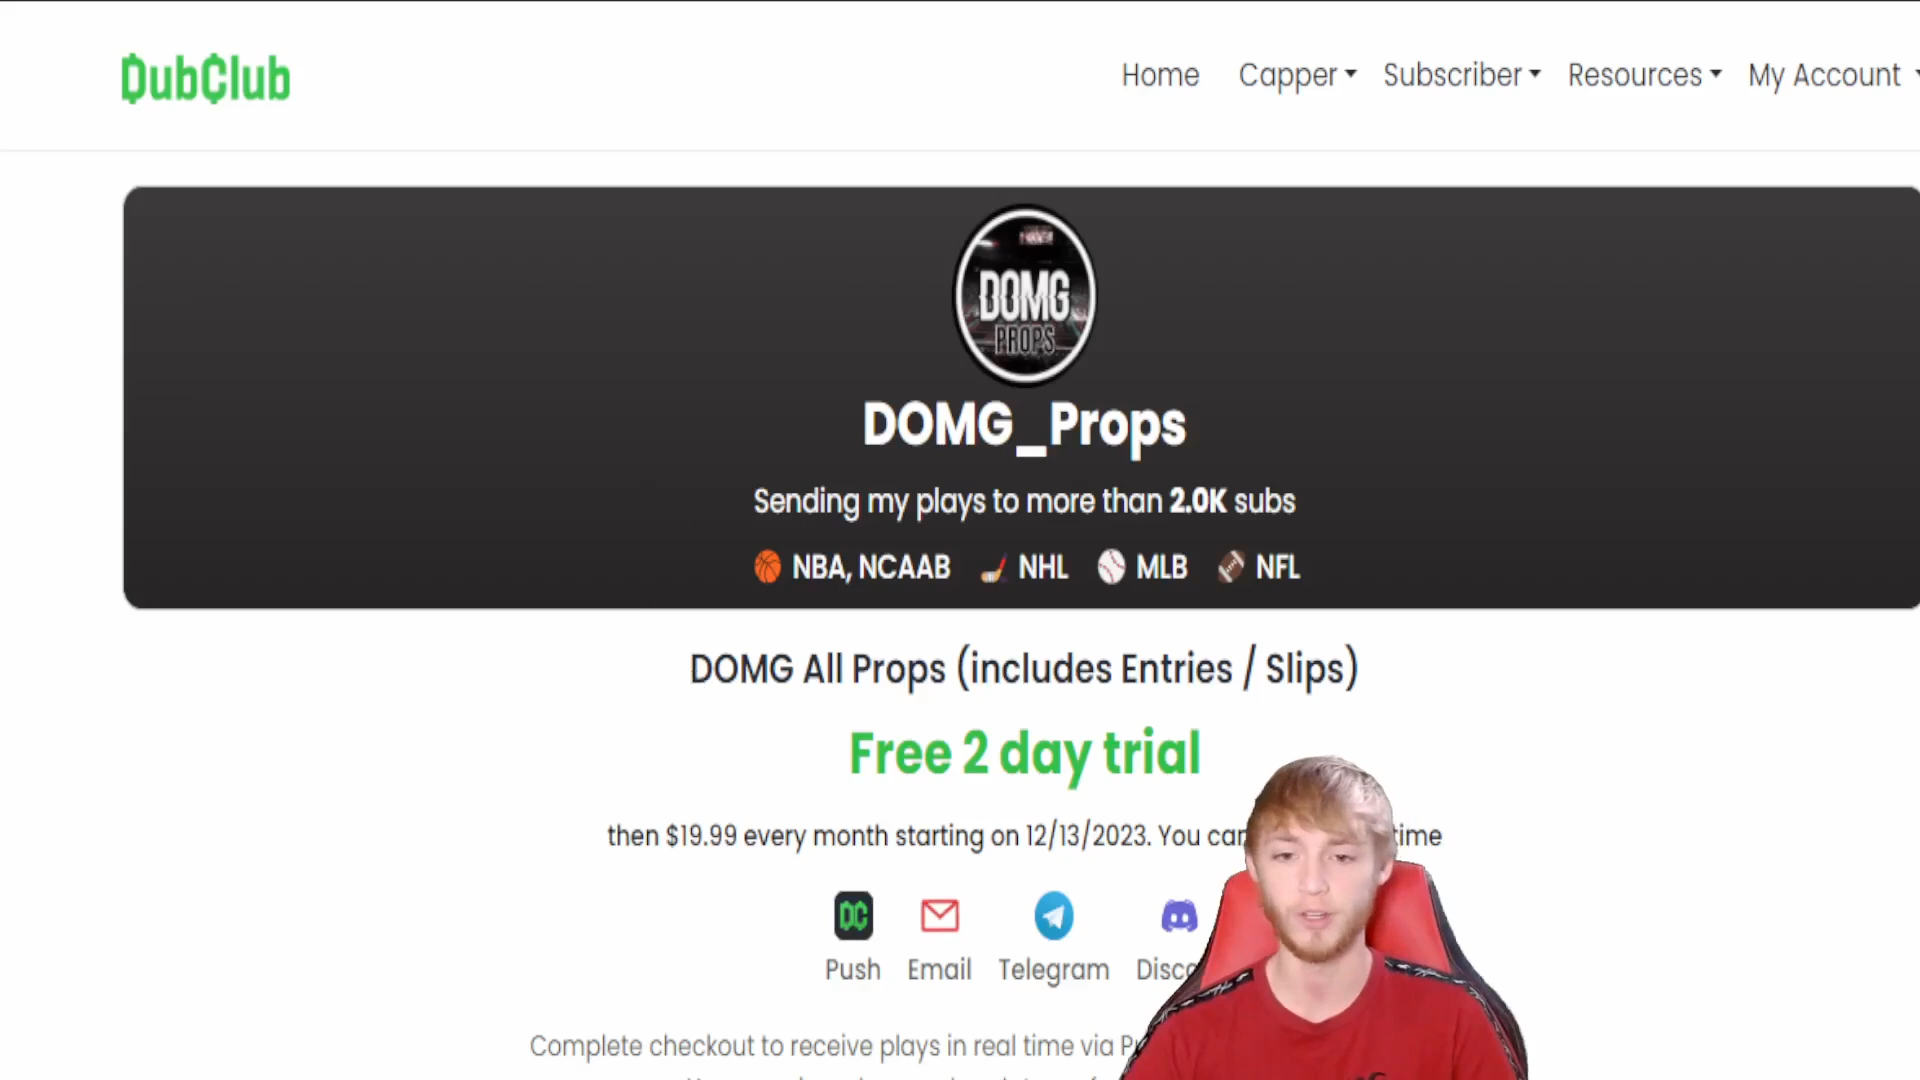 DubClub
Home Capper Subscriber Resources My Account
DOMG
PROPS
DOMG_Props
Sending my plays to more than 2.0K subs
NBA, NCAAB NHL MLB NFL
DOMG All Props (includes Entries / Slips)
Free 2 day trial
then $19.99 every month starting on 12/13/2023. You can time
DC
Push Email Telegram Disco
Complete checkout to receive plays in real time via